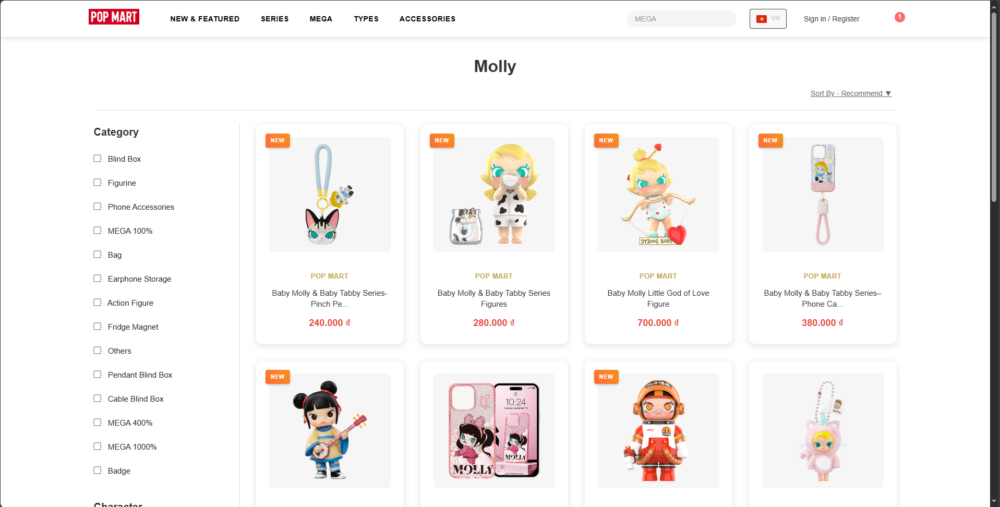 POP MART
NEW & FEATURED
SERIES
MEGA
TYPES
ACCESSORIES
MEGA
VN
Sign in / Register
1
Molly
Sort By - Recommend ▼
Category
Blind Box
Figurine
Phone Accessories
MEGA 100%
Bag
Earphone Storage
Action Figure
Fridge Magnet
Others
Pendant Blind Box
Cable Blind Box
MEGA 400%
MEGA 1000%
Badge
Character
NEW
POP MART
Baby Molly & Baby Tabby Series-
Pinch Pe...
240.000 ₫
NEW
MILK
POP MART
Baby Molly & Baby Tabby Series
Figures
280.000 ₫
NEW
STRONG BABY
POP MART
Baby Molly Little God of Love
Figure
700.000 ₫
NEW
POP MART
Baby Molly & Baby Tabby Series–
Phone Ca...
380.000 ₫
NEW
10:24
MOLLY
MOLLY
NEW
emoji
Molly